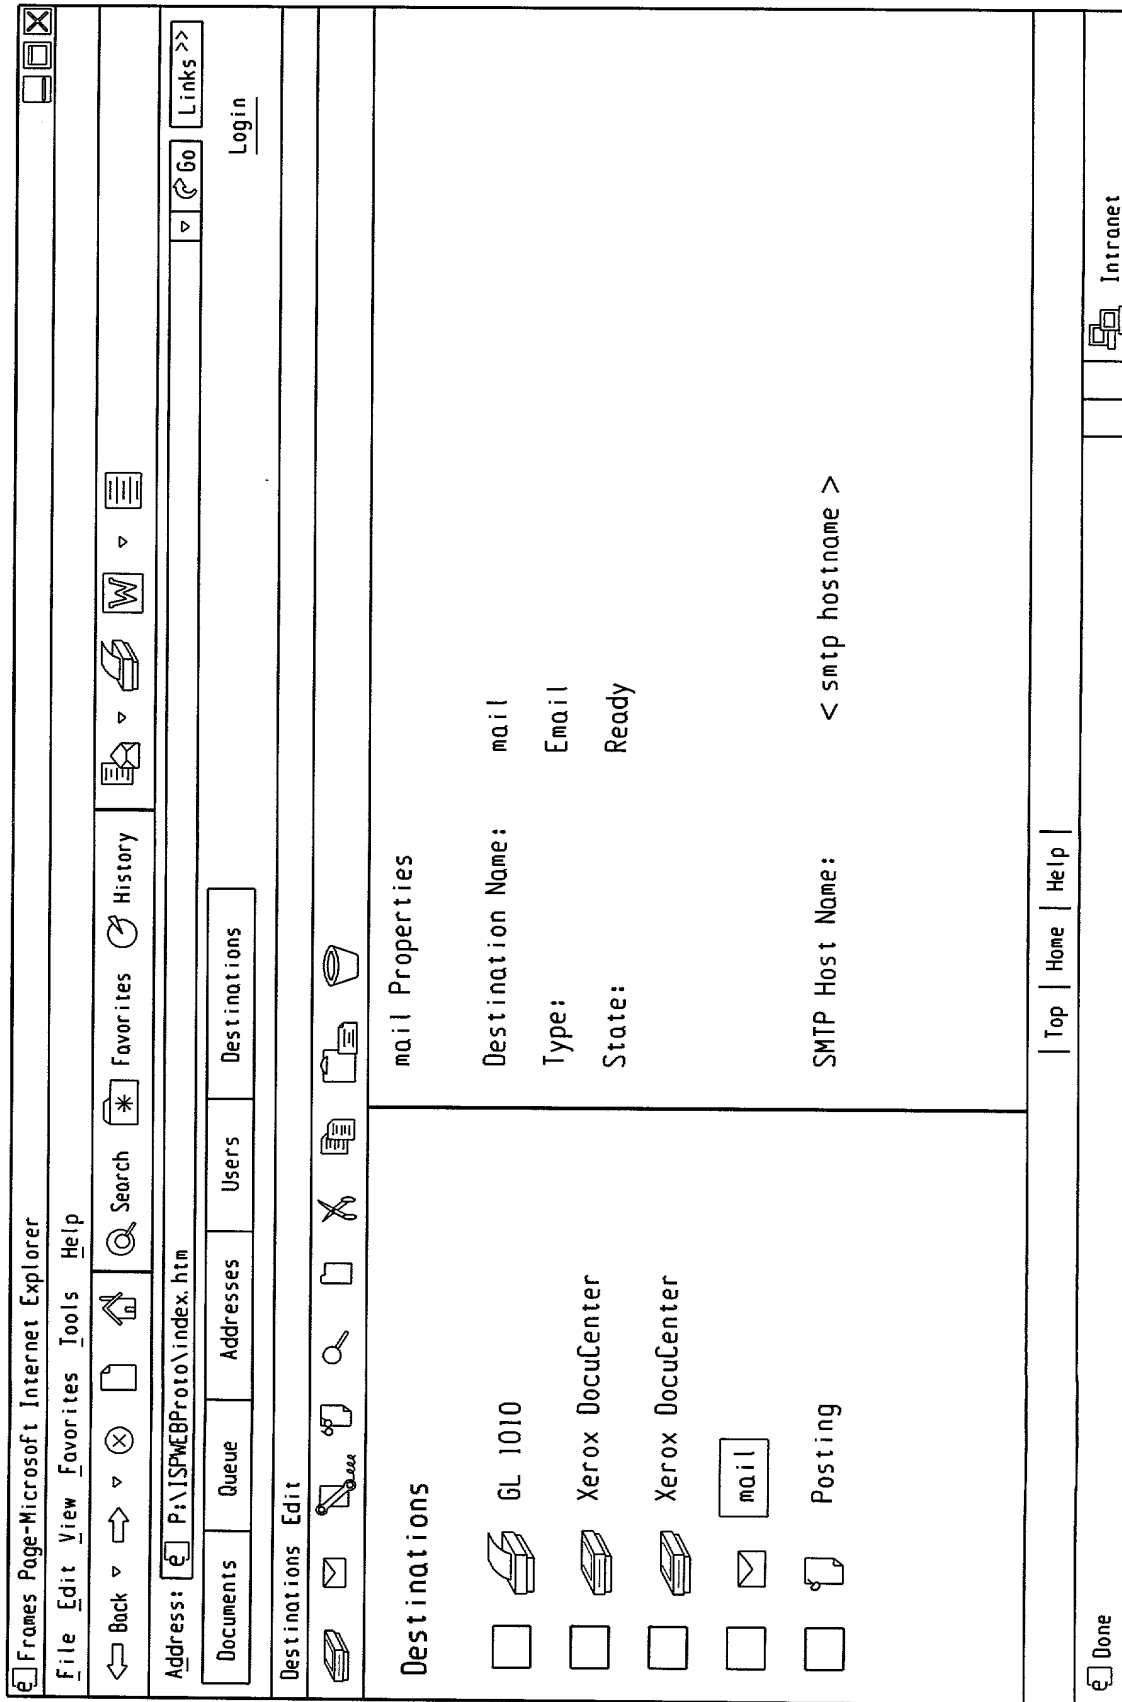 Frames Page-Microsoft Internet Explorer
File Edit View Favorites Tools Help
Back Search Favorites History W
Address: P:\ISPWEBProto\index.htm Go Links >>
Documents Queue Addresses Users Destinations Login
Destinations Edit
Destinations
GL 1010
Xerox DocuCenter
Xerox DocuCenter
mail
Posting
mail Properties
Destination Name: mail
Type: Email
State: Ready
SMTP Host Name: < smtp hostname >
| Top | Home | Help |
Done Intranet